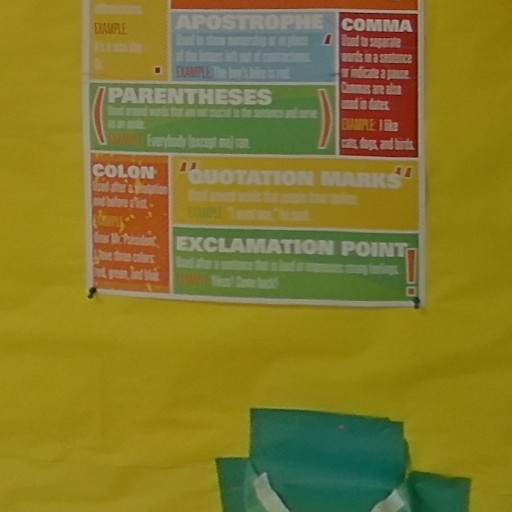 EXAMPLE:
It's a nice day
APOSTROPHE
Used to show ownership or in place
of the letters left out of contractions.
EXAMPLE: The boy's bike is red.
COMMA
Used to separate
words in a sentence
or indicate a pause.
Commas are also
used in dates.
EXAMPLE: I like
cats, dogs, and birds.
PARENTHESES
Used around words that are not crucial in the sentence and serve
as an aside.
EXAMPLE: Everybody (except me) ran.
COLON
Used after a salutation
and before a list.
EXAMPLE:
Dear Mr. President:
I have three colors:
red, green, and blue.
QUOTATION MARKS
Used around words that people have spoken.
EXAMPLE: "I want one," he said.
EXCLAMATION POINT
Used after a sentence that is loud or expresses strong feelings.
EXAMPLE: Come back!